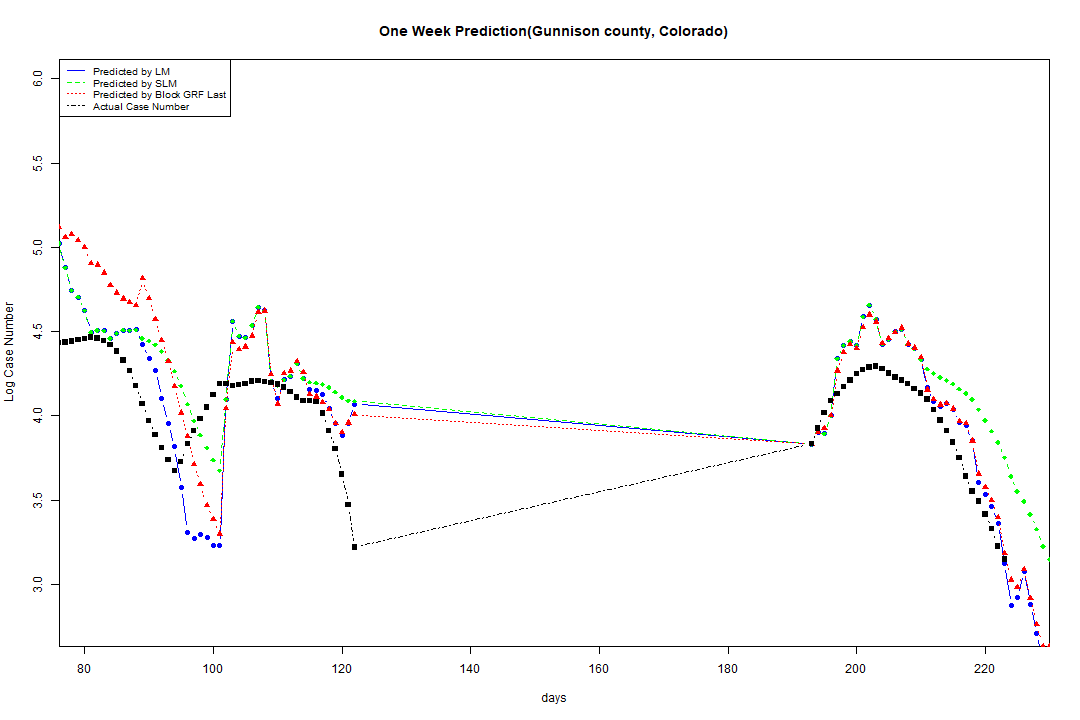 One Week Prediction(Gunnison county, Colorado)
Predicted by LM
Predicted by SLM
Predicted by Block GRF Last
Actual Case Number
Log Case Number
6.0
5.5
5.0
4.5
4.0
3.5
3.0
80 100 120 140 160 180 200 220
days